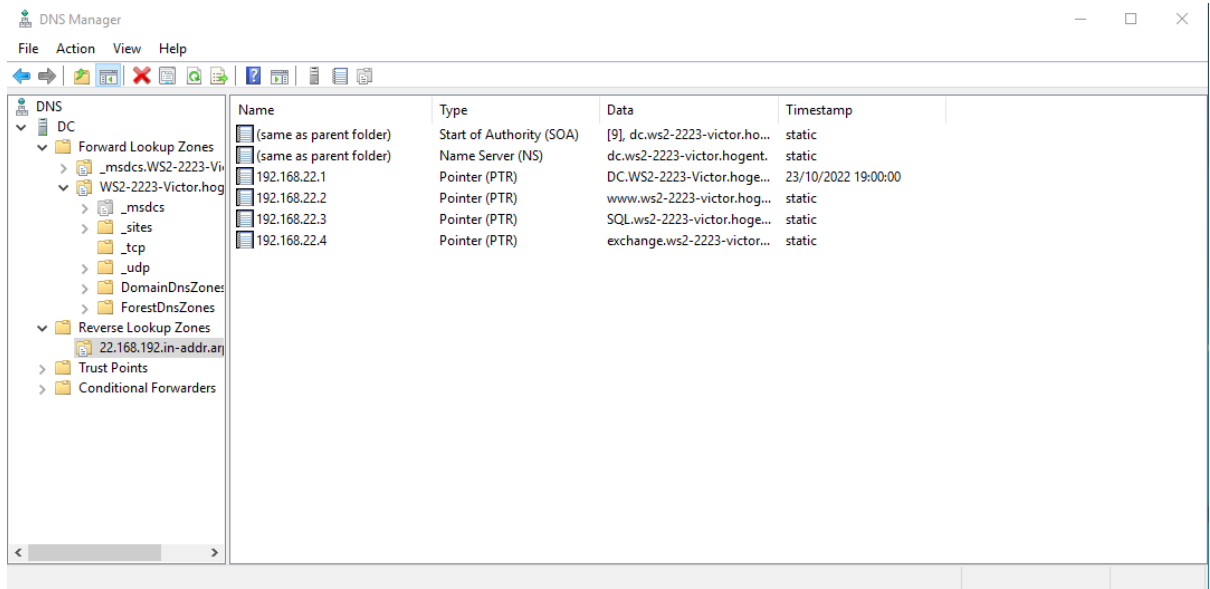 DNS Manager
File Action View Help
DNS
DC
Forward Lookup Zones
_msdcs.WS2-2223-Vi
WS2-2223-Victor.hog
_msdcs
_sites
_tcp
_udp
DomainDnsZones
ForestDnsZones
Reverse Lookup Zones
22.168.192.in-addr.arp
Trust Points
Conditional Forwarders
Name Type Data Timestamp
(same as parent folder) Start of Authority (SOA) [9], dc.ws2-2223-victor.ho... static
(same as parent folder) Name Server (NS) dc.ws2-2223-victor.hogent. static
192.168.22.1 Pointer (PTR) DC.WS2-2223-Victor.hoge... 23/10/2022 19:00:00
192.168.22.2 Pointer (PTR) www.ws2-2223-victor.hog... static
192.168.22.3 Pointer (PTR) SQL.ws2-2223-victor.hoge... static
192.168.22.4 Pointer (PTR) exchange.ws2-2223-victor... static